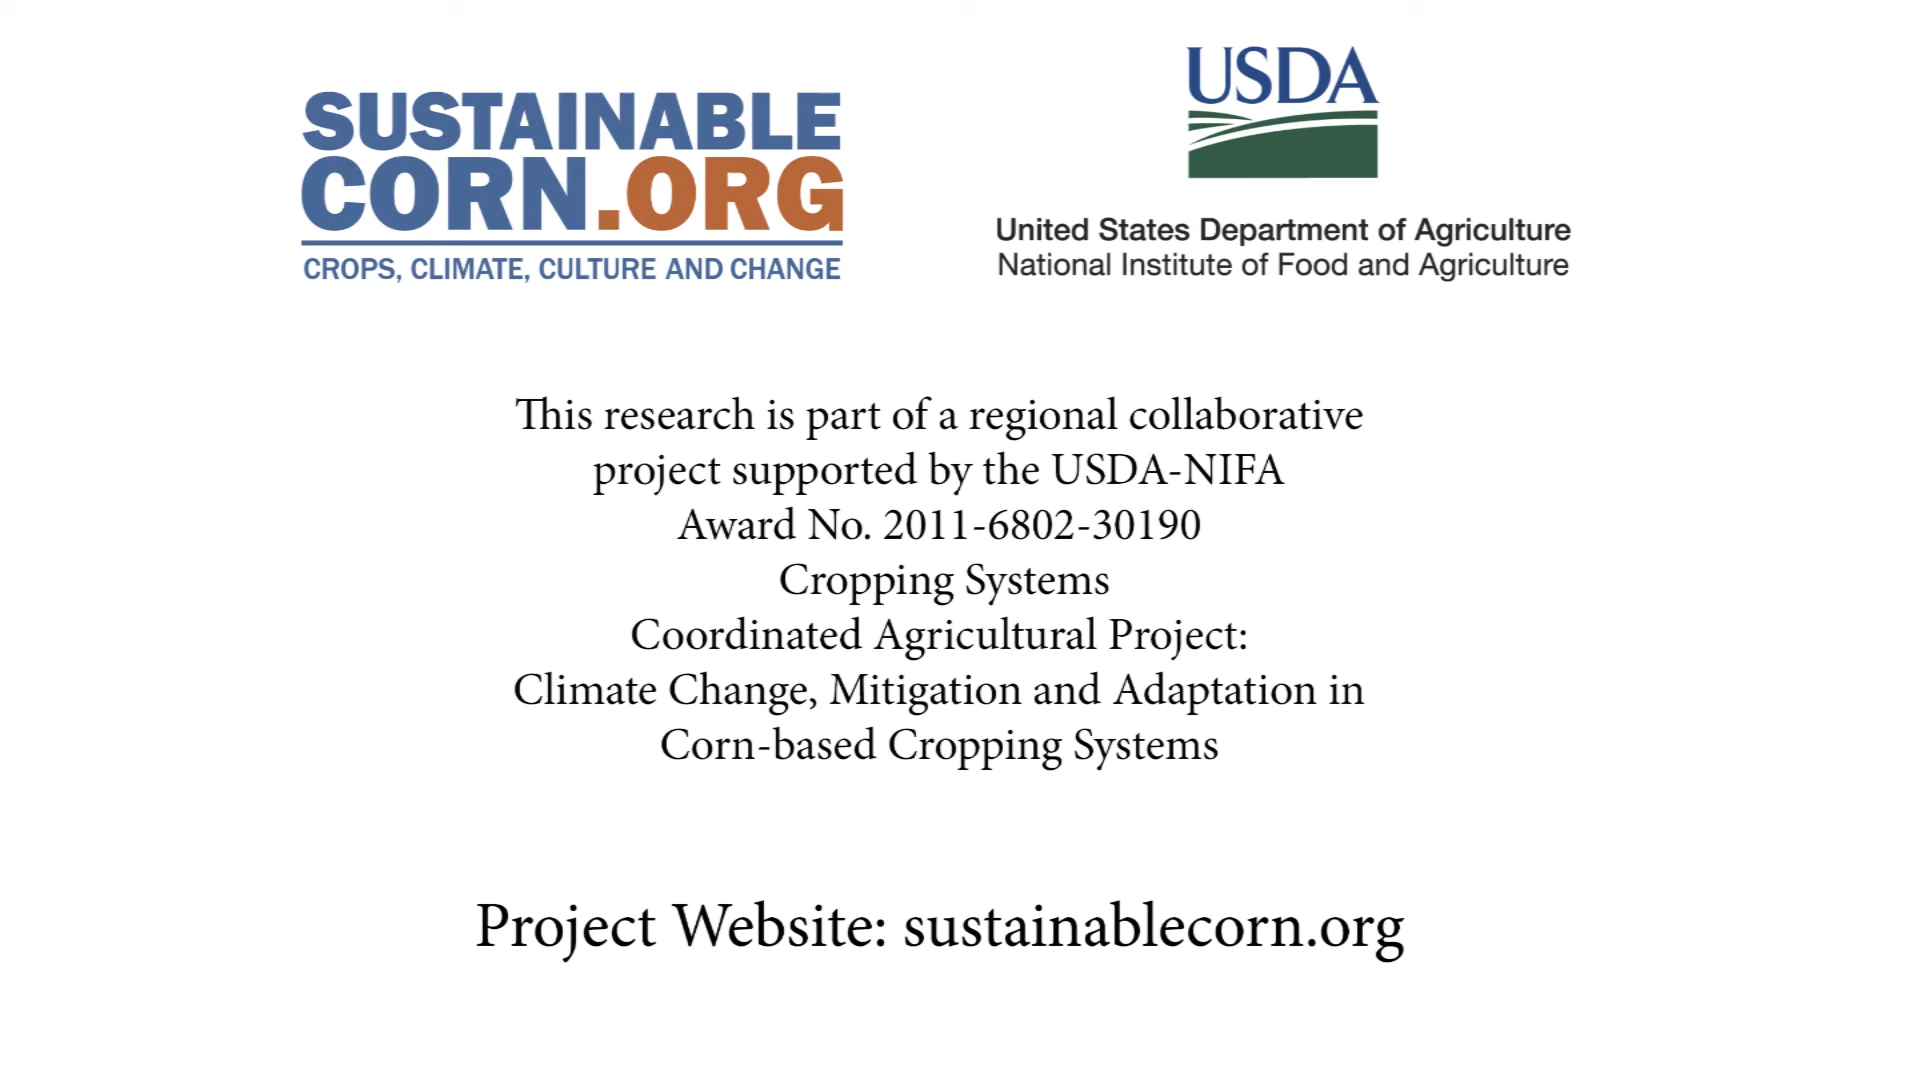 SUSTAINABLE
CORN.ORG
CROPS, CLIMATE, CULTURE AND CHANGE
USDA
United States Department of Agriculture
National Institute of Food and Agriculture
This research is part of a regional collaborative
project supported by the USDA-NIFA
Award No. 2011-6802-30190
Cropping Systems
Coordinated Agricultural Project:
Climate Change, Mitigation and Adaptation in
Corn-based Cropping Systems
Project Website: sustainablecorn.org